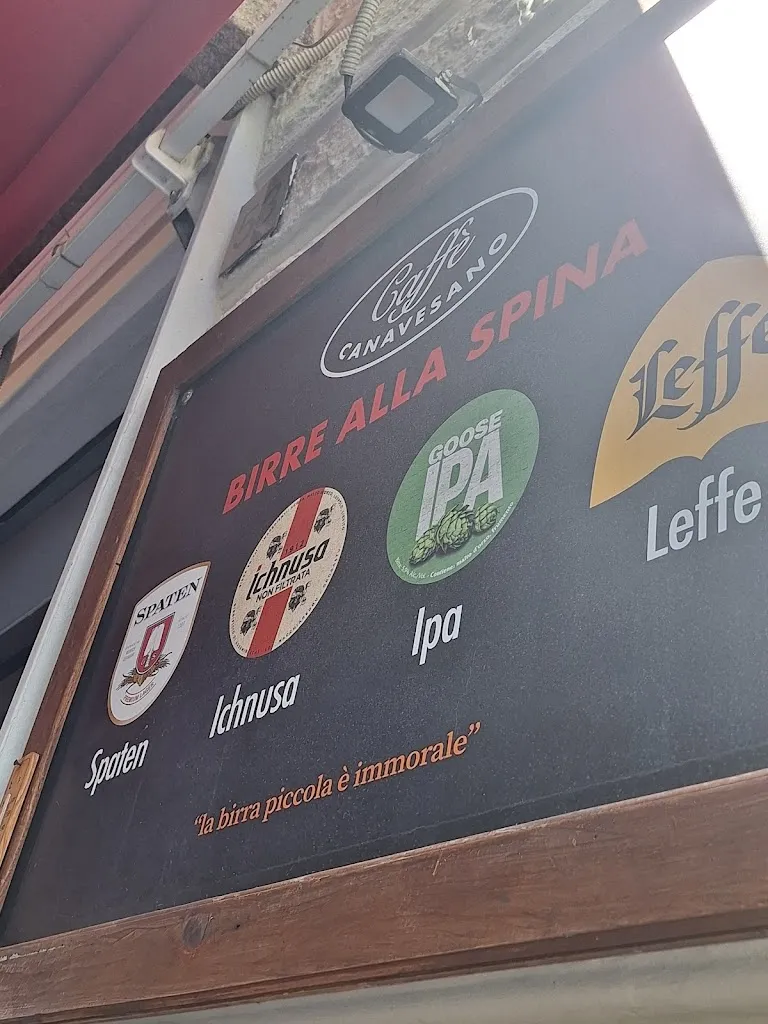 Caffè
CANAVESANO
BIRRE ALLA SPINA
SPATEN
Spaten
1912
ichnusa
NON FILTRATA
Ichnusa
GOOSE
IPA
Ipa
Leffe
Leffe
“la birra piccola è immorale”